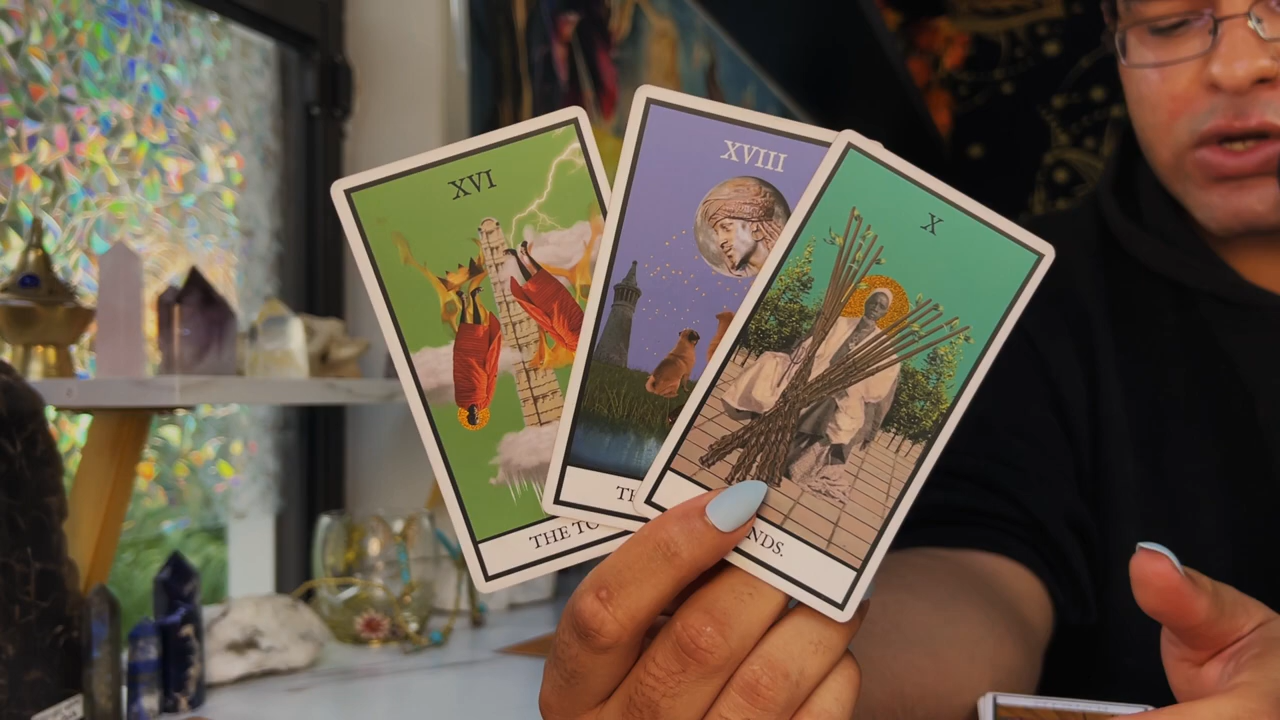 XVI
THE TO
XVIII
TH
X
NDS.